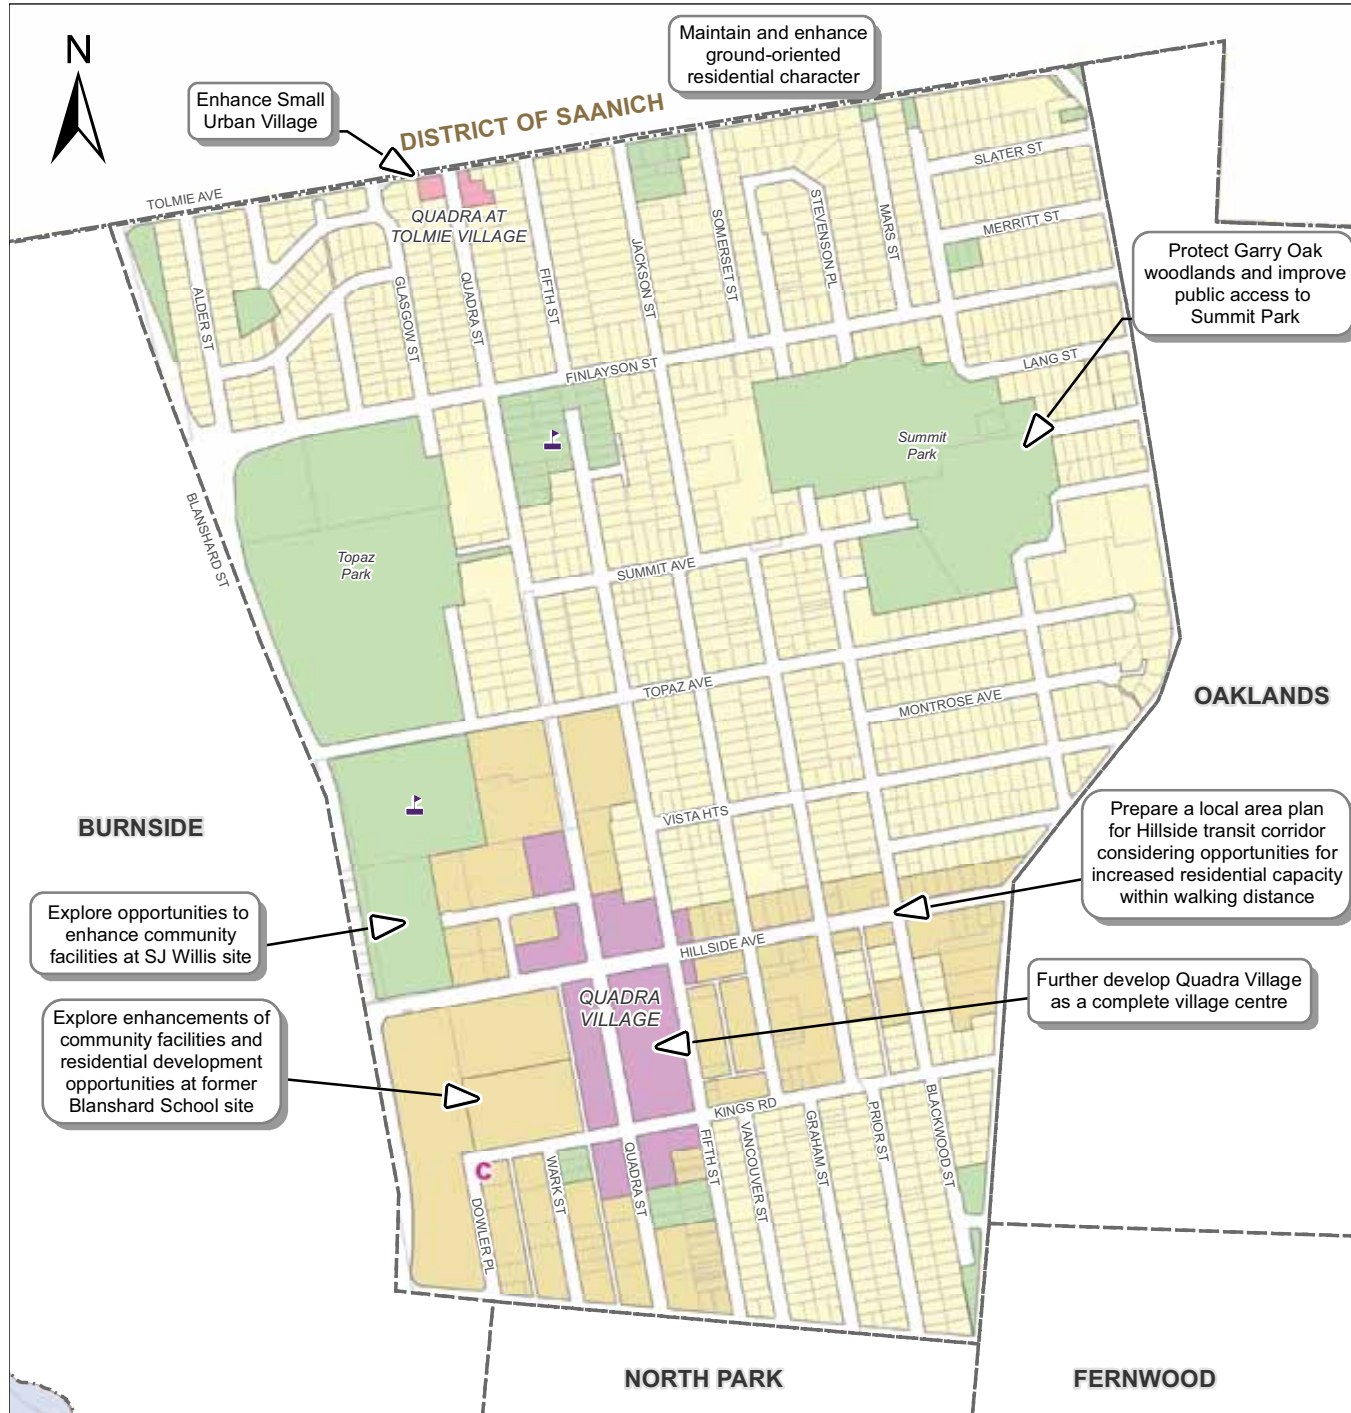 N
Maintain and enhance
ground-oriented
residential character
Enhance Small
Urban Village
DISTRICT OF SAANICH
TOLMIE AVE
QUADRA AT
TOLMIE VILLAGE
SLATER ST
MERRITT ST
Protect Garry Oak
woodlands and improve
public access to
Summit Park
ALDER ST
GLASGOW ST
QUADRA ST
FIFTH ST
JACKSON ST
SOMERSET ST
STEVENSON PL
MARS ST
FINLAYSON ST
LANG ST
Summit
Park
BLANSHARD ST
Topaz
Park
SUMMIT AVE
TOPAZ AVE
MONTROSE AVE
OAKLANDS
BURNSIDE
VISTA HTS
Prepare a local area plan
for Hillside transit corridor
considering opportunities for
increased residential capacity
within walking distance
Explore opportunities to
enhance community
facilities at SJ Willis site
HILLSIDE AVE
QUADRA
VILLAGE
Further develop Quadra Village
as a complete village centre
Explore enhancements of
community facilities and
residential development
opportunities at former
Blanshard School site
KINGS RD
C
DOWLER PL
WARK ST
QUADRA ST
FIFTH ST
VANCOUVER ST
GRAHAM ST
PRIOR ST
BLACKWOOD ST
NORTH PARK
FERNWOOD